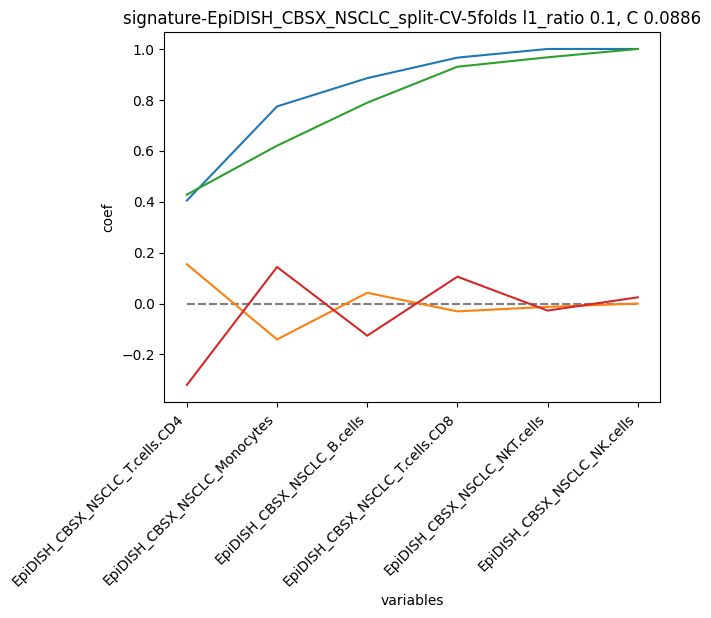 signature-EpiDISH_CBSX_NSCLC_split-CV-5folds l1_ratio 0.1, C 0.0886
1.0
0.8
0.6
0.4
0.2
0.0
−0.2
coef
EpiDISH_CBSX_NSCLC_T.cells.CD4
EpiDISH_CBSX_NSCLC_Monocytes
EpiDISH_CBSX_NSCLC_B.cells
EpiDISH_CBSX_NSCLC_T.cells.CD8
EpiDISH_CBSX_NSCLC_NKT.cells
EpiDISH_CBSX_NSCLC_NK.cells
variables